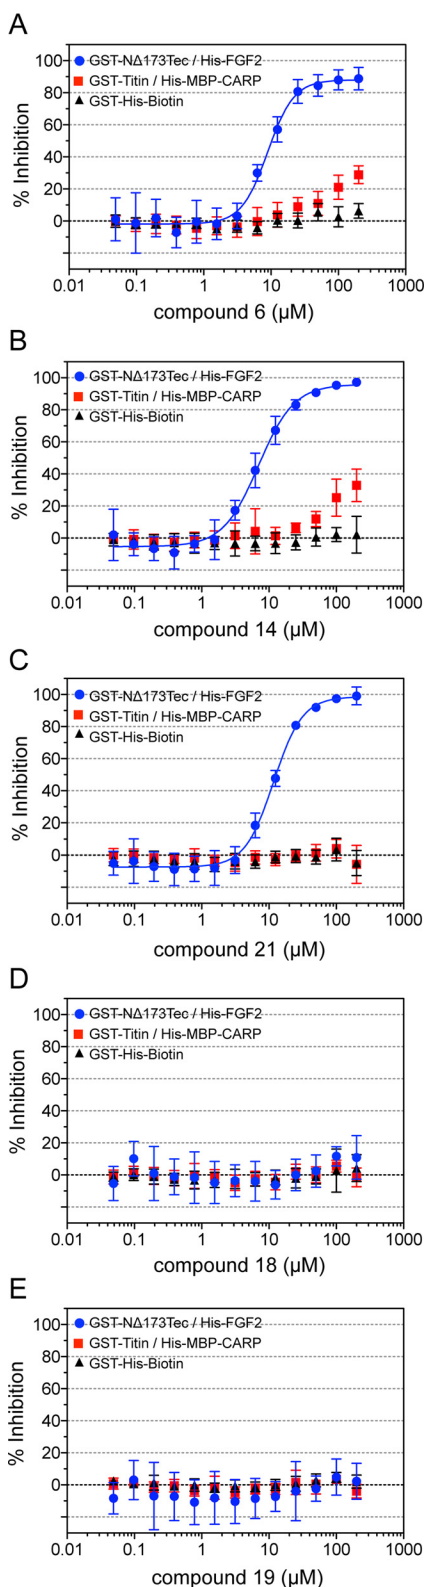 A
100
GST-NΔ173Tec / His-FGF2
80
GST-Titin / His-MBP-CARP
60
GST-His-Biotin
40
20
0
% Inhibition
0.01 0.1 1 10 100 1000
compound 6 (µM)
B
100
GST-NΔ173Tec / His-FGF2
80
GST-Titin / His-MBP-CARP
60
GST-His-Biotin
40
20
0
% Inhibition
0.01 0.1 1 10 100 1000
compound 14 (µM)
C
100
GST-NΔ173Tec / His-FGF2
80
GST-Titin / His-MBP-CARP
60
GST-His-Biotin
40
20
0
% Inhibition
0.01 0.1 1 10 100 1000
compound 21 (µM)
D
100
GST-NΔ173Tec / His-FGF2
80
GST-Titin / His-MBP-CARP
60
GST-His-Biotin
40
20
0
% Inhibition
0.01 0.1 1 10 100 1000
compound 18 (µM)
E
100
GST-NΔ173Tec / His-FGF2
80
GST-Titin / His-MBP-CARP
60
GST-His-Biotin
40
20
0
% Inhibition
0.01 0.1 1 10 100 1000
compound 19 (µM)